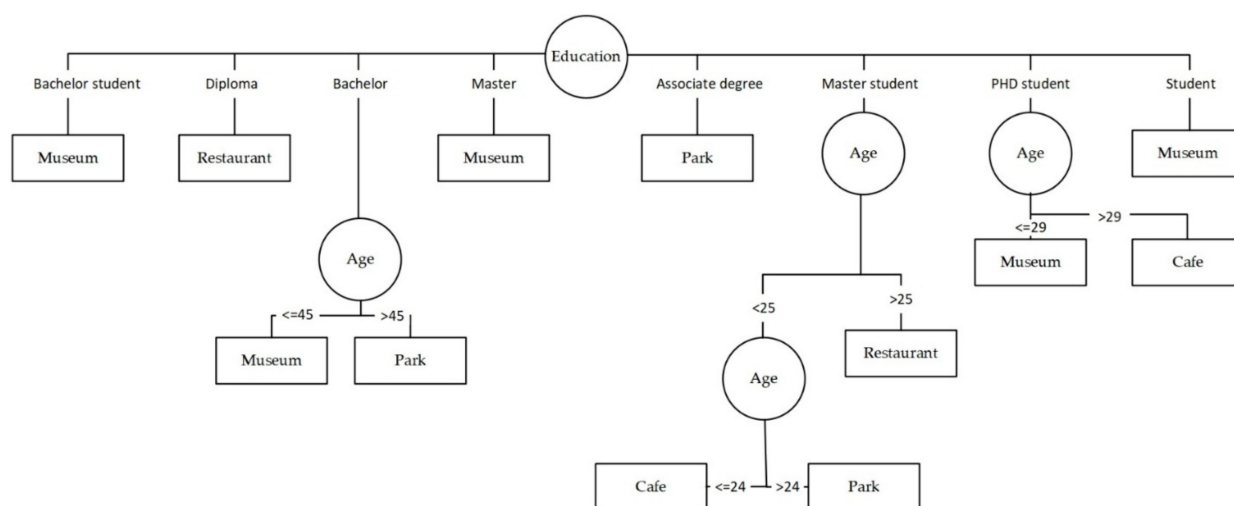 Education
Bachelor student
Diploma
Bachelor
Master
Associate degree
Master student
PHD student
Student
Museum
Restaurant
Museum
Park
Age
Age
Museum
<=29
>29
Age
Museum
Cafe
<=45
>45
<25
>25
Museum
Park
Restaurant
Age
Cafe
<=24
>24
Park